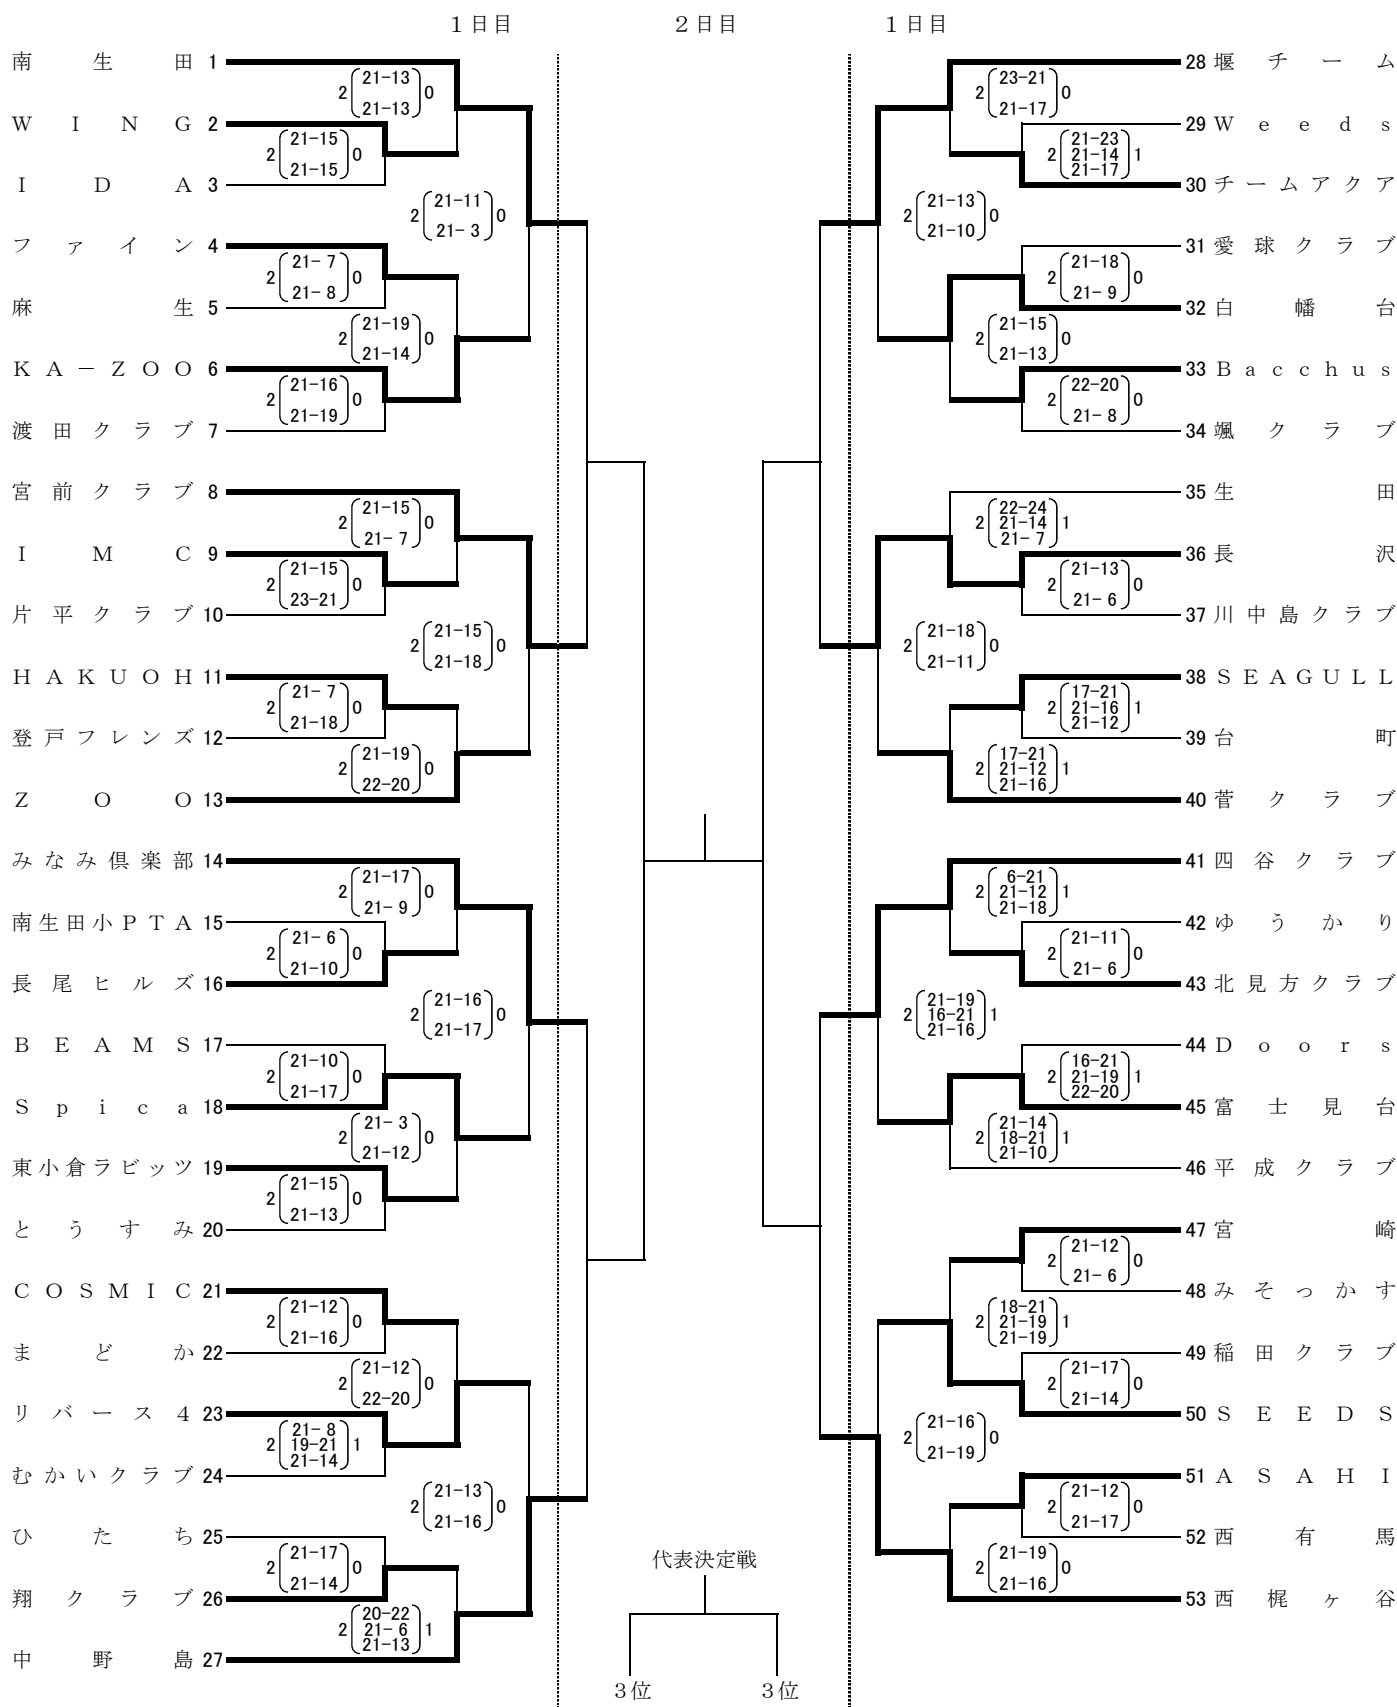 １日目 ２日目 １日目
南生田 1
2 21-13 21-13 0
WING 2
2 21-15 21-15 0
IDA 3
2 21-11 21- 3 0
ファイン 4
2 21- 7 21- 8 0
麻生 5
2 21-19 21-14 0
KA－ZOO 6
2 21-16 21-19 0
渡田クラブ 7
宮前クラブ 8
2 21-15 21- 7 0
IMC 9
2 21-15 23-21 0
片平クラブ 10
2 21-15 21-18 0
HAKUOH 11
2 21- 7 21-18 0
登戸フレンズ 12
2 21-19 22-20 0
ZOO 13
みなみ倶楽部 14
2 21-17 21- 9 0
南生田小PTA 15
2 21- 6 21-10 0
長尾ヒルズ 16
2 21-16 21-17 0
BEAMS 17
2 21-10 21-17 0
Spica 18
2 21- 3 21-12 0
東小倉ラビッツ 19
2 21-15 21-13 0
とうすみ 20
COSMIC 21
2 21-12 21-16 0
まどか 22
2 21-12 22-20 0
リバース４ 23
2 21- 8 19-21 21-14 1
むかいクラブ 24
2 21-13 21-16 0
ひたち 25
2 21-17 21-14 0
翔クラブ 26
2 20-22 21- 6 21-13 1
中野島 27
代表決定戦
３位 ３位
28 堰チーム
2 23-21 21-17 0
29 Weeds
2 21-23 21-14 21-17 1
30 チームアクア
2 21-13 21-10 0
31 愛球クラブ
2 21-18 21- 9 0
32 白幡台
2 21-15 21-13 0
33 Bacchus
2 22-20 21- 8 0
34 颯クラブ
35 生田
2 22-24 21-14 21- 7 1
36 長沢
2 21-13 21- 6 0
37 川中島クラブ
2 21-18 21-11 0
38 SEAGULL
2 17-21 21-16 21-12 1
39 台町
2 17-21 21-12 21-16 1
40 菅クラブ
41 四谷クラブ
2 6-21 21-12 21-18 1
42 ゆうかり
2 21-11 21- 6 0
43 北見方クラブ
2 21-19 16-21 21-16 1
44 Doors
2 16-21 21-19 22-20 1
45 富士見台
2 21-14 18-21 21-10 1
46 平成クラブ
47 宮崎
2 21-12 21- 6 0
48 みそっかす
2 18-21 21-19 21-19 1
49 稲田クラブ
2 21-17 21-14 0
50 SEEDS
2 21-16 21-19 0
51 ASAHI
2 21-12 21-17 0
52 西有馬
2 21-19 21-16 0
53 西梶ヶ谷